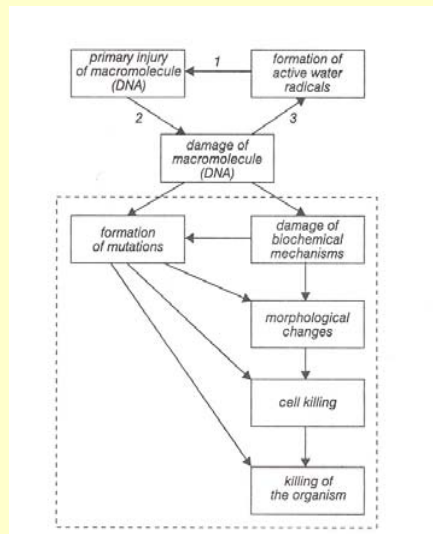 primary injury
of macromolecule
(DNA)
1
formation of
active water
radicals
2
3
damage of
macromolecule
(DNA)
formation
of mutations
damage of
biochemical
mechanisms
morphological
changes
cell killing
killing of
the organism